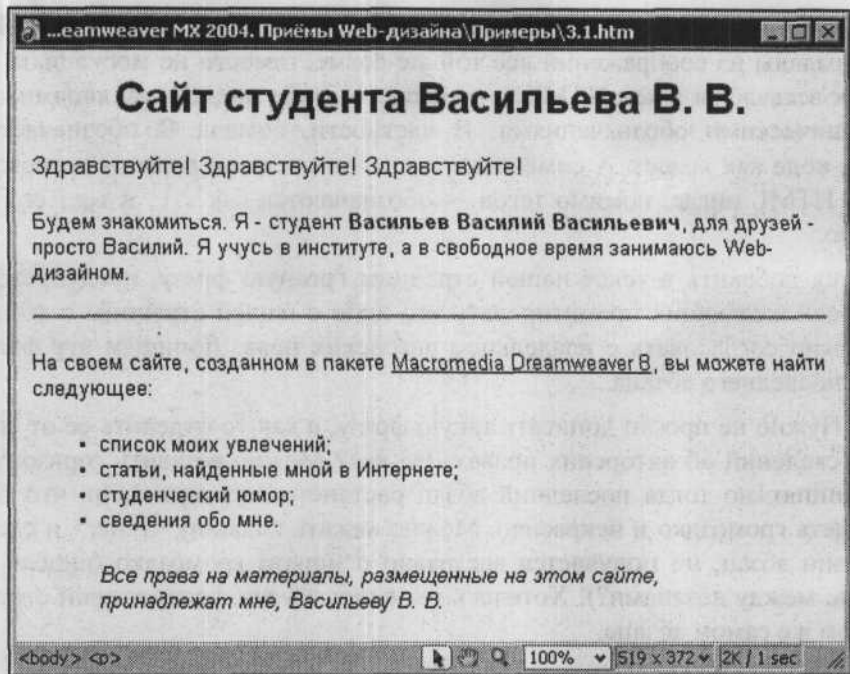 ...eamweaver MX 2004. Приёмы Web-дизайна\Примеры\3.1.htm
Сайт студента Васильева В. В.
Здравствуйте! Здравствуйте! Здравствуйте!
Будем знакомиться. Я - студент Васильев Василий Васильевич, для друзей -
просто Василий. Я учусь в институте, а в свободное время занимаюсь Web-
дизайном.
На своем сайте, созданном в пакете Macromedia Dreamweaver 8, вы можете найти
следующее:
• список моих увлечений;
• статьи, найденные мной в Интернете;
• студенческий юмор;
• сведения обо мне.
Все права на материалы, размещенные на этом сайте,
принадлежат мне, Васильеву В. В.
<body> <p> 100% 519 x 372 2K / 1 sec